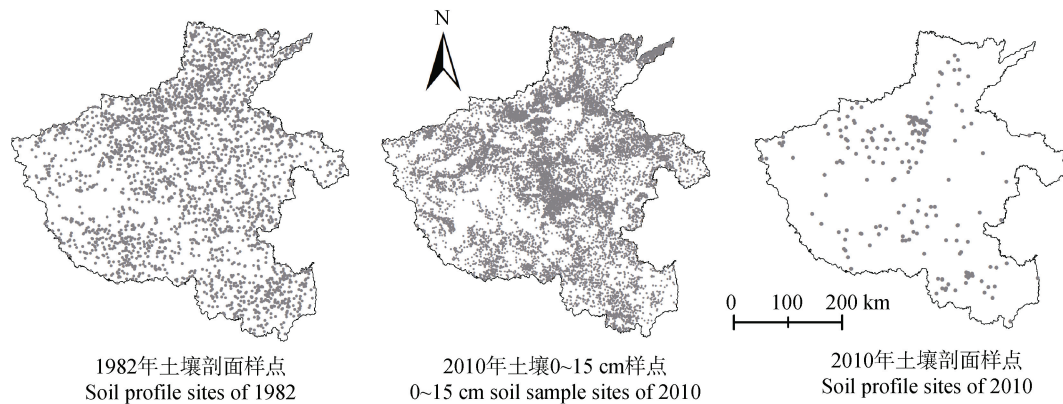 N
0 100 200 km
1982年土壤剖面样点
Soil profile sites of 1982
2010年土壤0~15 cm样点
0~15 cm soil sample sites of 2010
2010年土壤剖面样点
Soil profile sites of 2010